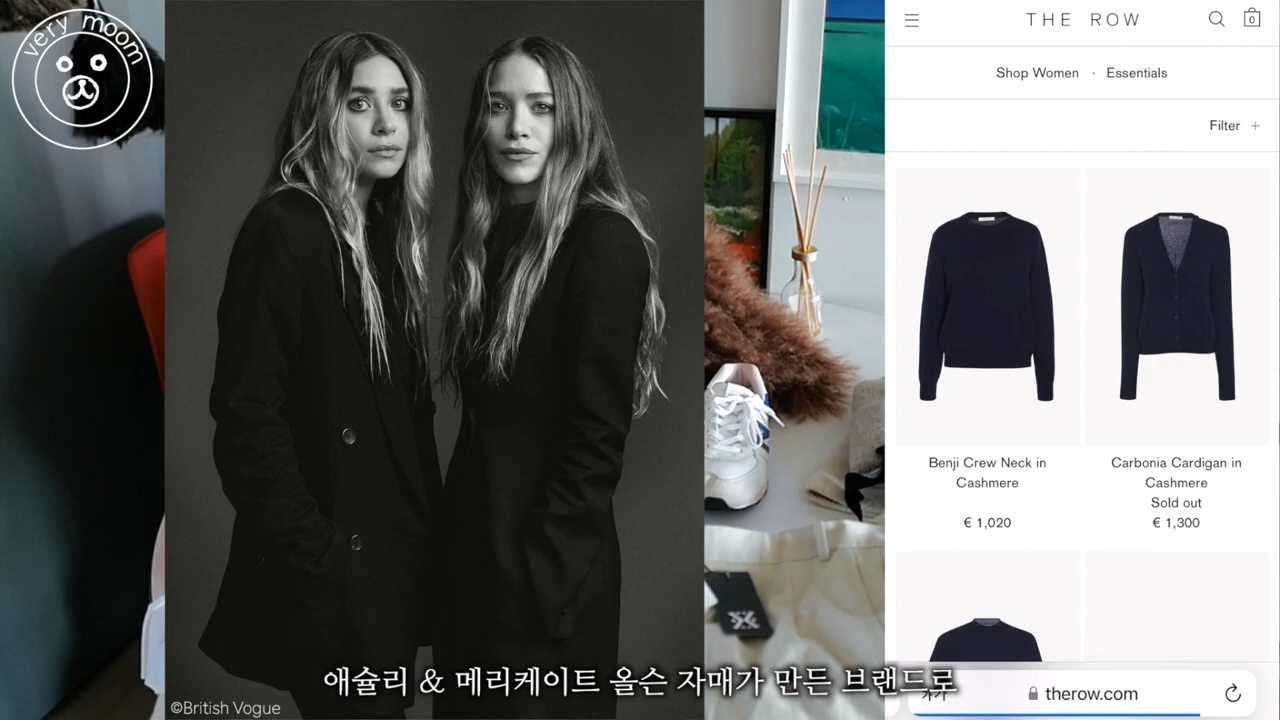 very moom
THE ROW
0
Shop Women · Essentials
Filter +
Benji Crew Neck in
Cashmere
€ 1,020
Carbonia Cardigan in
Cashmere
Sold out
€ 1,300
애슐리 & 메리케이트 올슨 자매가 만든 브랜드로
©British Vogue
therow.com